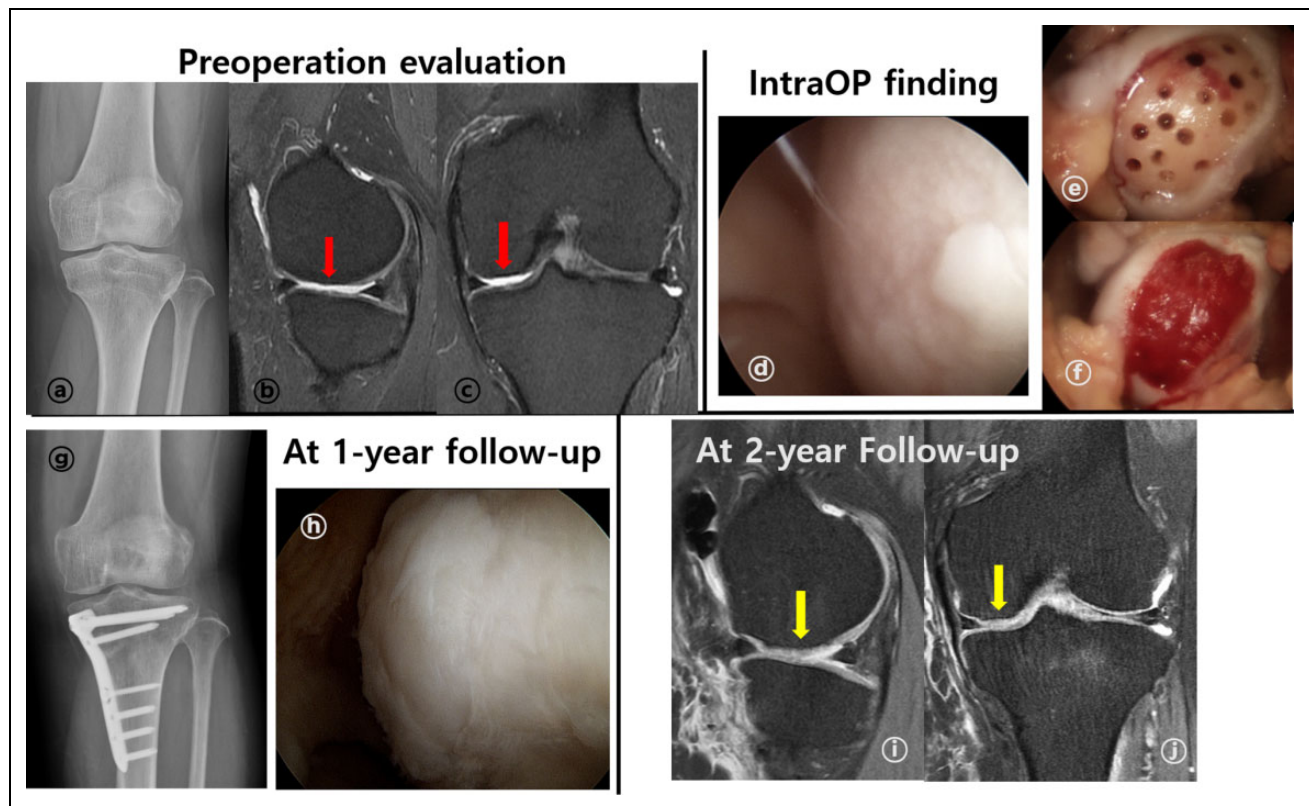 Preoperation evaluation
IntraOP finding
ⓐ
ⓑ
ⓒ
ⓓ
ⓔ
ⓕ
ⓖ
At 1-year follow-up
ⓗ
At 2-year Follow-up
ⓘ
ⓙ